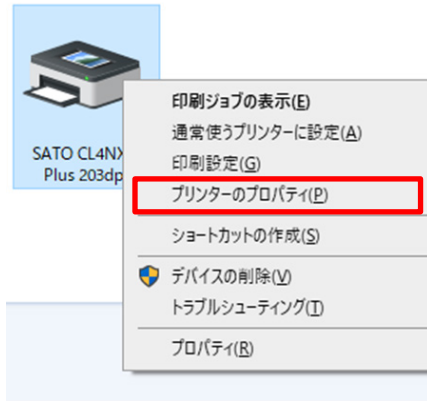 SATO CL4NX
Plus 203dp
印刷ジョブの表示(E)
通常使うプリンターに設定(A)
印刷設定(G)
プリンターのプロパティ(P)
ショートカットの作成(S)
デバイスの削除(V)
トラブルシューティング(T)
プロパティ(R)